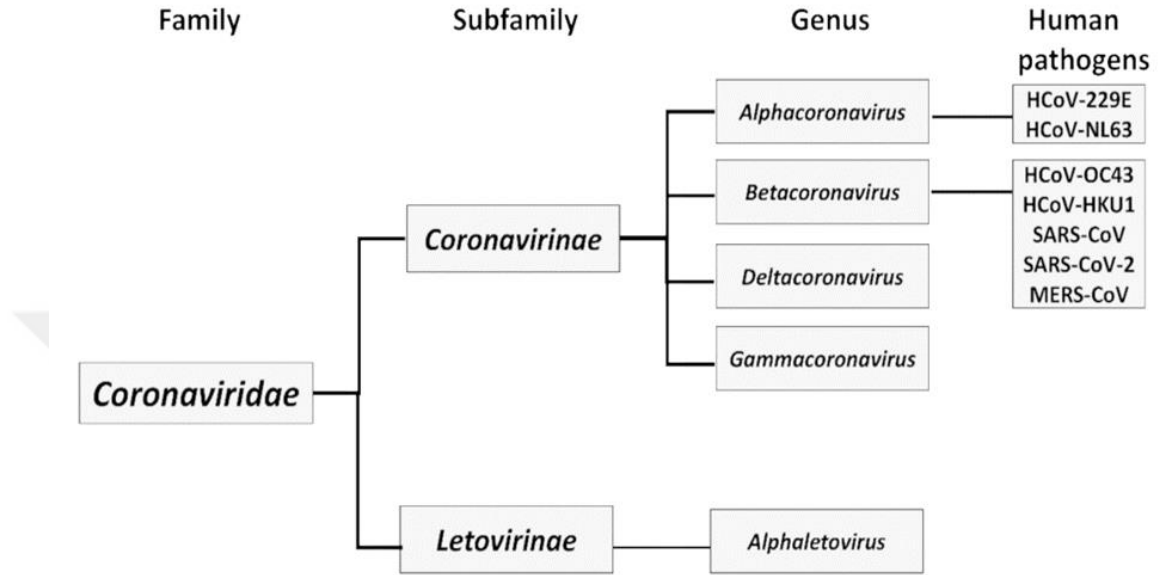 Family
Subfamily
Genus
Human
pathogens
Alphacoronavirus
HCoV-229E
HCoV-NL63
Betacoronavirus
HCoV-OC43
HCoV-HKU1
SARS-CoV
SARS-CoV-2
MERS-CoV
Coronavirinae
Deltacoronavirus
Gammacoronavirus
Coronaviridae
Letovirinae
Alphaletovirus